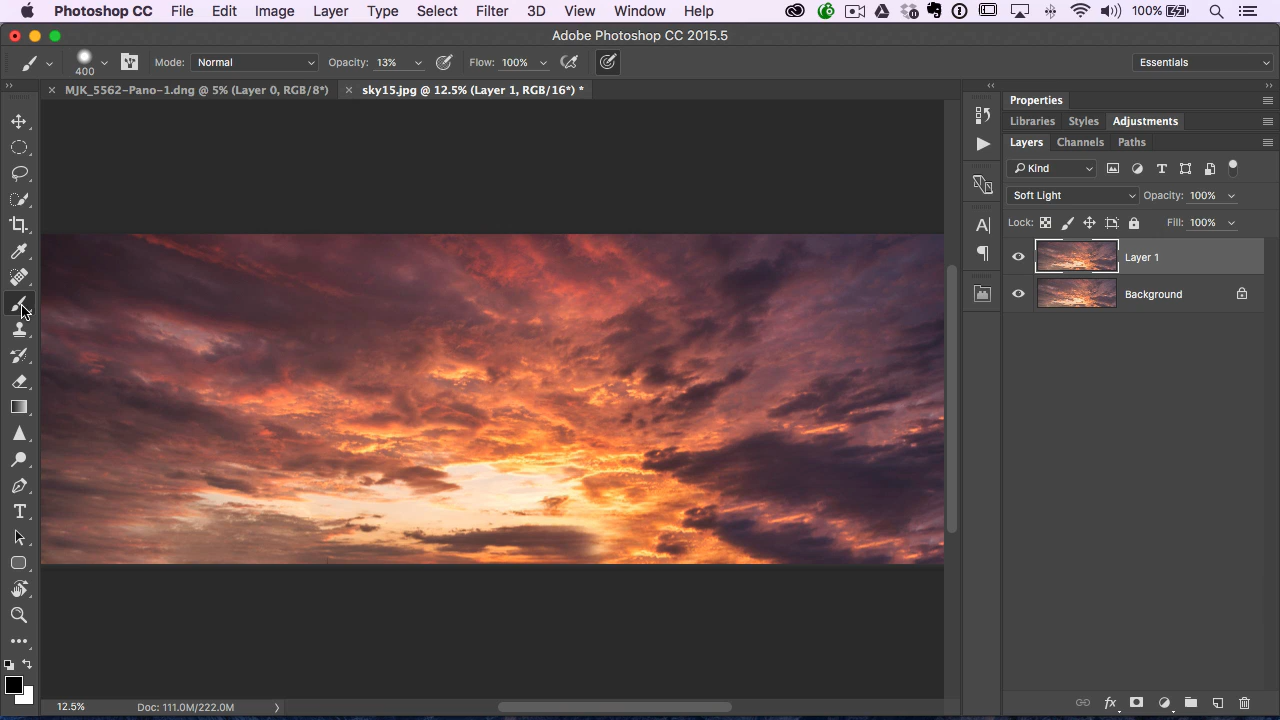 Photoshop CC File Edit Image Layer Type Select Filter 3D View Window Help 100%
Adobe Photoshop CC 2015.5
400 Mode: Normal Opacity: 13% Flow: 100% Essentials
MJK_5562-Pano-1.dng @ 5% (Layer 0, RGB/8*) sky15.jpg @ 12.5% (Layer 1, RGB/16*) *
Properties
Libraries Styles Adjustments
Layers Channels Paths
Kind
Soft Light Opacity: 100%
Lock: Fill: 100%
Layer 1
Background
12.5% Doc: 111.0M/222.0M